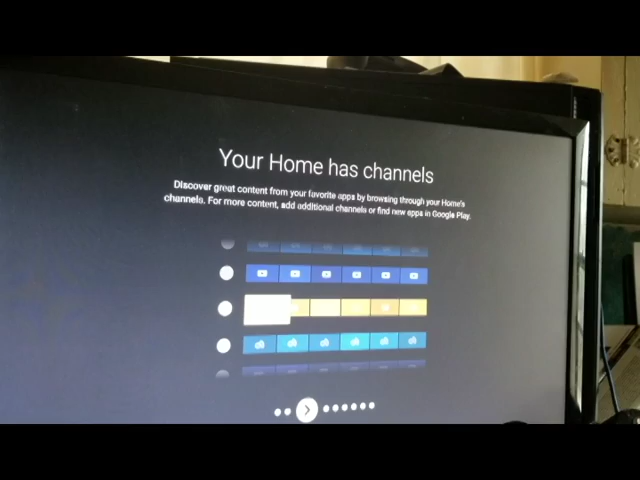 Your Home has channels
Discover great content from your favorite apps by browsing through your Home's
channels. For more content, add additional channels or find new apps in Google Play.